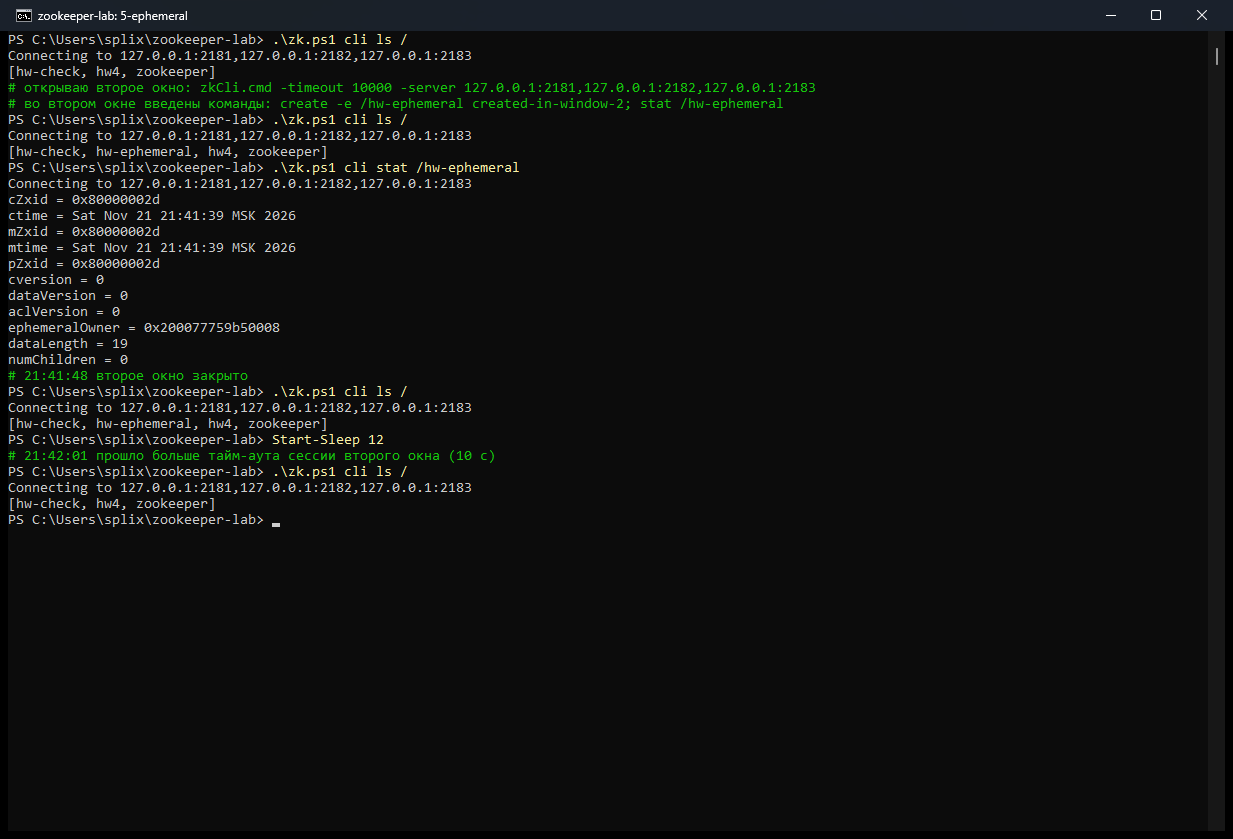 zookeeper-lab: 5-ephemeral
PS C:\Users\splix\zookeeper-lab> .\zk.ps1 cli ls /
Connecting to 127.0.0.1:2181,127.0.0.1:2182,127.0.0.1:2183
[hw-check, hw4, zookeeper]
# открываю второе окно: zkCli.cmd -timeout 10000 -server 127.0.0.1:2181,127.0.0.1:2182,127.0.0.1:2183
# во втором окне введены команды: create -e /hw-ephemeral created-in-window-2; stat /hw-ephemeral
PS C:\Users\splix\zookeeper-lab> .\zk.ps1 cli ls /
Connecting to 127.0.0.1:2181,127.0.0.1:2182,127.0.0.1:2183
[hw-check, hw-ephemeral, hw4, zookeeper]
PS C:\Users\splix\zookeeper-lab> .\zk.ps1 cli stat /hw-ephemeral
Connecting to 127.0.0.1:2181,127.0.0.1:2182,127.0.0.1:2183
cZxid = 0x80000002d
ctime = Sat Nov 21 21:41:39 MSK 2026
mZxid = 0x80000002d
mtime = Sat Nov 21 21:41:39 MSK 2026
pZxid = 0x80000002d
cversion = 0
dataVersion = 0
aclVersion = 0
ephemeralOwner = 0x200077759b50008
dataLength = 19
numChildren = 0
# 21:41:48 второе окно закрыто
PS C:\Users\splix\zookeeper-lab> .\zk.ps1 cli ls /
Connecting to 127.0.0.1:2181,127.0.0.1:2182,127.0.0.1:2183
[hw-check, hw-ephemeral, hw4, zookeeper]
PS C:\Users\splix\zookeeper-lab> Start-Sleep 12
# 21:42:01 прошло больше тайм-аута сессии второго окна (10 с)
PS C:\Users\splix\zookeeper-lab> .\zk.ps1 cli ls /
Connecting to 127.0.0.1:2181,127.0.0.1:2182,127.0.0.1:2183
[hw-check, hw4, zookeeper]
PS C:\Users\splix\zookeeper-lab>